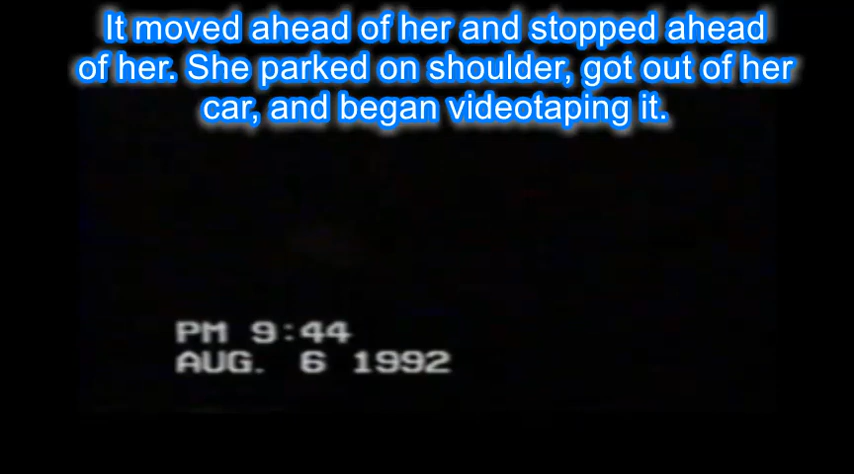 It moved ahead of her and stopped ahead
of her. She parked on shoulder, got out of her
car, and began videotaping it.
PM 9:44
AUG. 6 1992